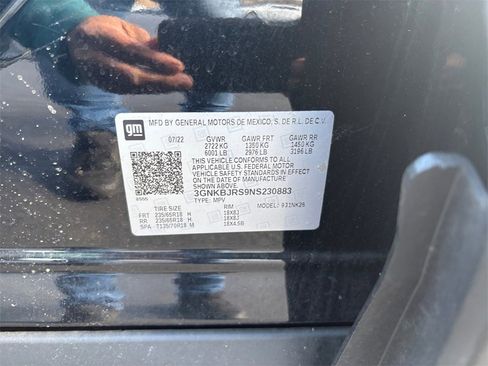 gm MFD BY GENERAL MOTORS DE MEXICO, S. DE R.L. DE C.V.
07/22 GVWR GAWR FRT GAWR RR
2722 KG 1350 KG 1450 KG
6001 LB 2976 LB 3196 LB
THIS VEHICLE CONFORMS TO ALL
APPLICABLE U.S. FEDERAL MOTOR
VEHICLE SAFETY STANDARDS IN EFFECT
ON THE DATE OF MANUFACTURE
SHOWN ABOVE.
3GNKBJRS9NS230883
TYPE: MPV MODEL: 931NK26
TIRE SIZE RIM
FRT 235/65R18 H 18X8J
RR 235/65R18 H 18X8J
SPA T135/70R18 M 18X4.5B